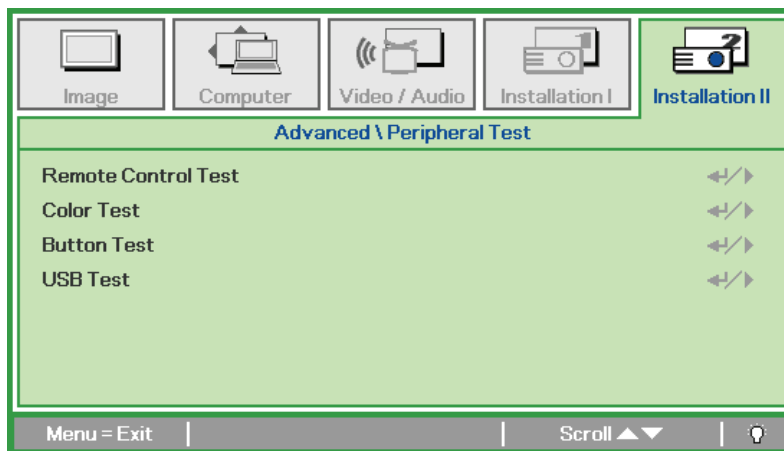 Image
Computer
Video / Audio
Installation I
Installation II
Advanced \ Peripheral Test
Remote Control Test
Color Test
Button Test
USB Test
Menu = Exit
Scroll ▲▼